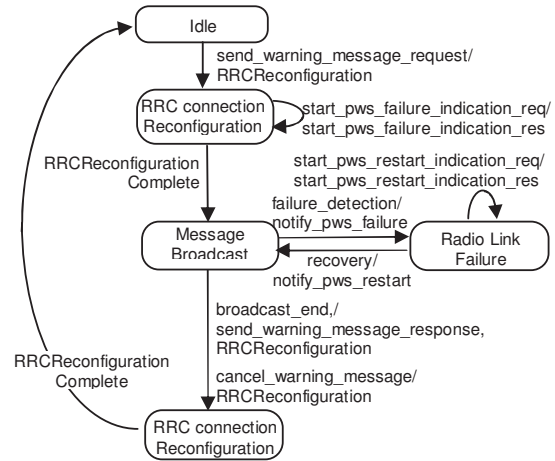 Idle
send_warning_message_request/
RRCReconfiguration
RRC connection
Reconfiguration
start_pws_failure_indication_req/
start_pws_failure_indication_res
RRCReconfiguration
Complete
start_pws_restart_indication_req/
start_pws_restart_indication_res
failure_detection/
notify_pws_failure
Message
Broadcast
Radio Link
Failure
recovery/
notify_pws_restart
broadcast_end,/
send_warning_message_response,
RRCReconfiguration
RRCReconfiguration
Complete
cancel_warning_message/
RRCReconfiguration
RRC connection
Reconfiguration